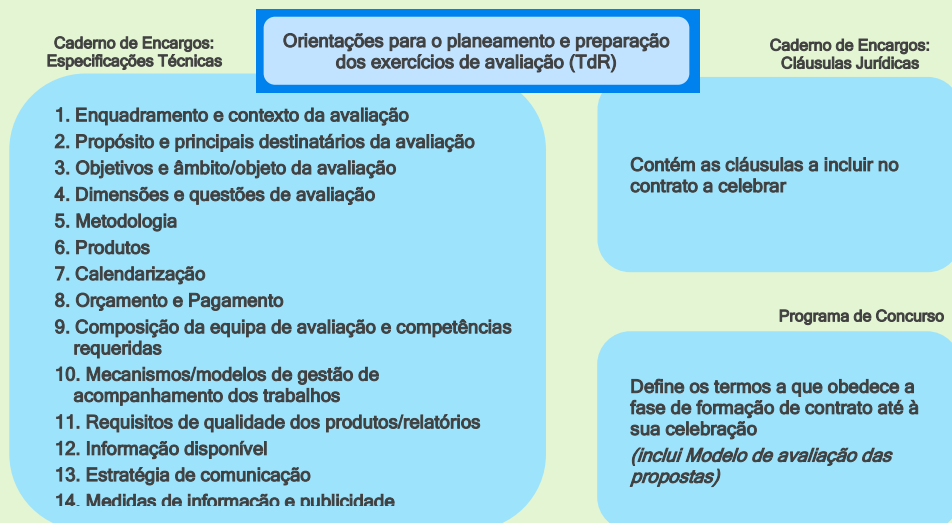 Orientações para o planeamento e preparação
dos exercícios de avaliação (TdR)
Caderno de Encargos:
Especificações Técnicas
1. Enquadramento e contexto da avaliação
2. Propósito e principais destinatários da avaliação
3. Objetivos e âmbito/objeto da avaliação
4. Dimensões e questões de avaliação
5. Metodologia
6. Produtos
7. Calendarização
8. Orçamento e Pagamento
9. Composição da equipa de avaliação e competências
requeridas
10. Mecanismos/modelos de gestão de
acompanhamento dos trabalhos
11. Requisitos de qualidade dos produtos/relatórios
12. Informação disponível
13. Estratégia de comunicação
14. Medidas de informação e publicidade
Caderno de Encargos:
Cláusulas Jurídicas
Contém as cláusulas a incluir no
contrato a celebrar
Programa de Concurso
Define os termos a que obedece a
fase de formação de contrato até à
sua celebração
(inclui Modelo de avaliação das
propostas)